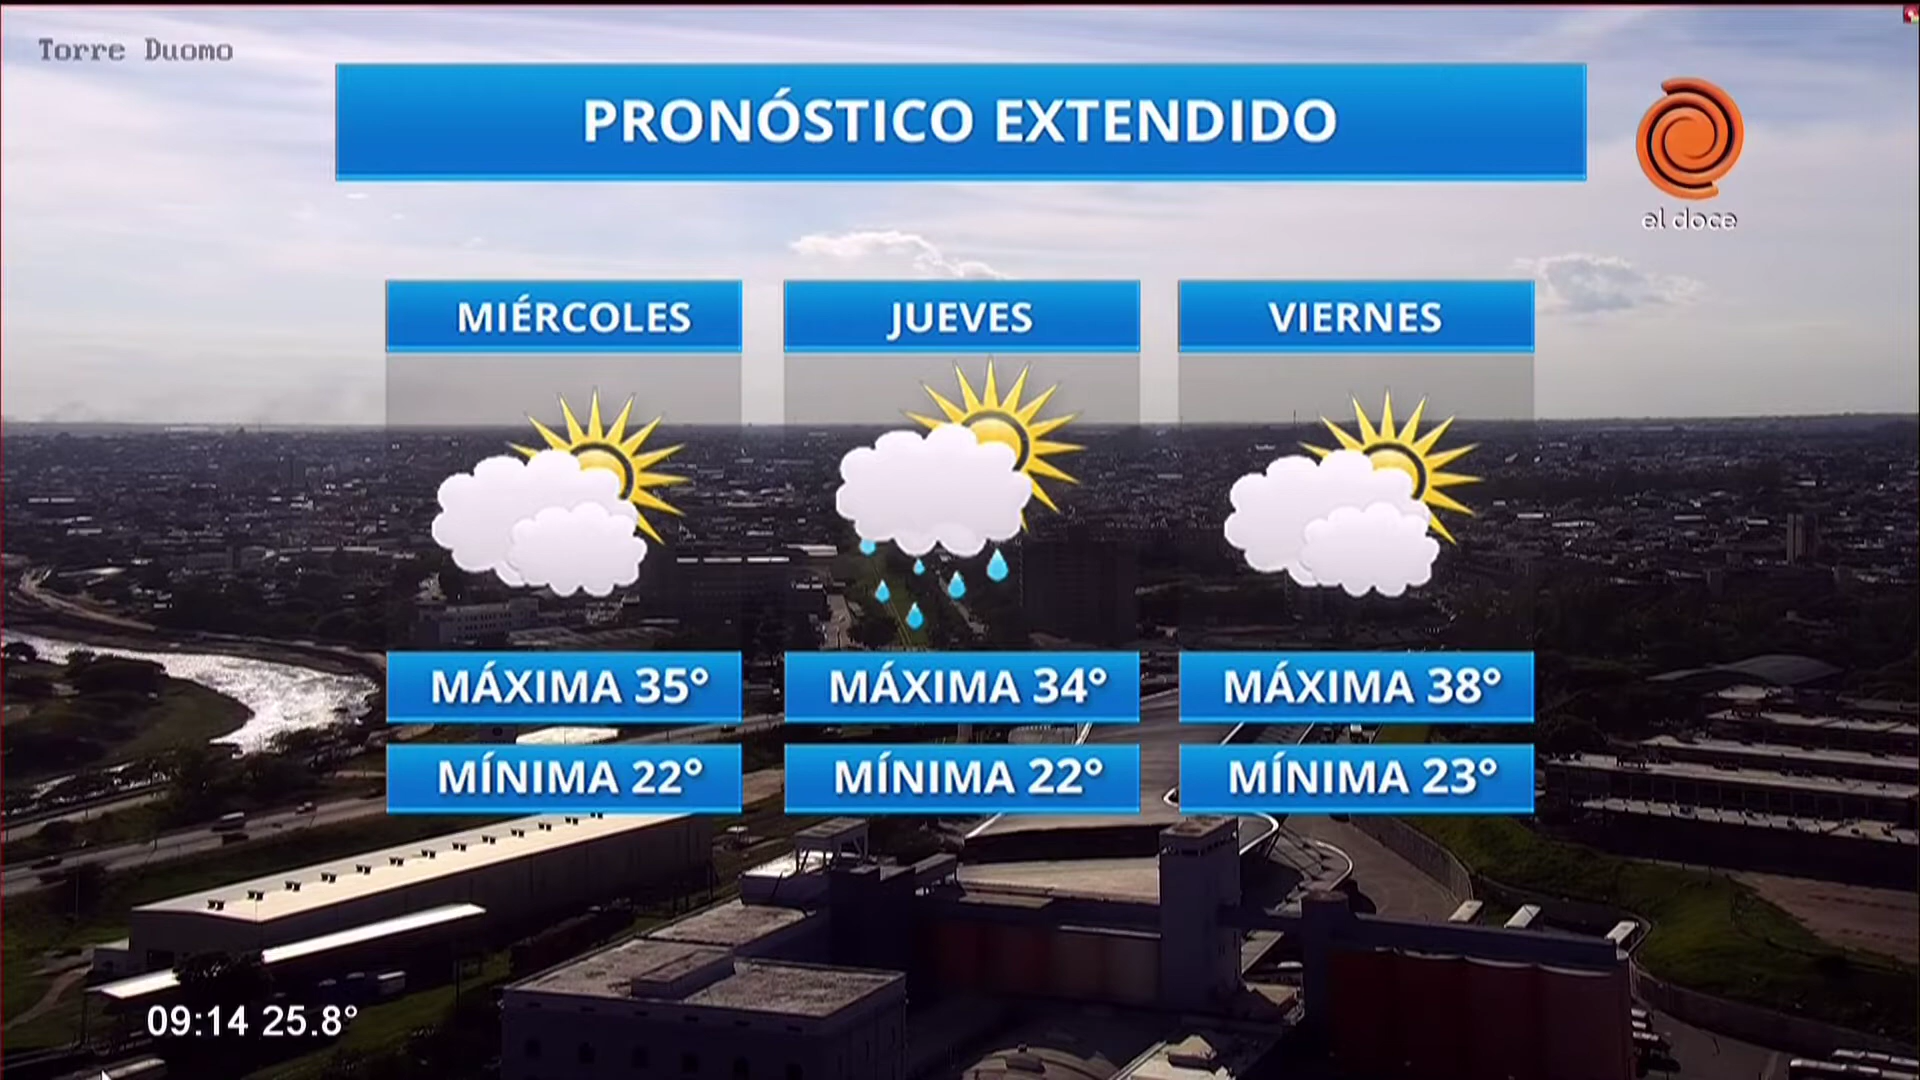 Torre Duomo
PRONÓSTICO EXTENDIDO
el doce
MIÉRCOLES
JUEVES
VIERNES
MÁXIMA 35°
MÁXIMA 34°
MÁXIMA 38°
MÍNIMA 22°
MÍNIMA 22°
MÍNIMA 23°
09:14 25.8°